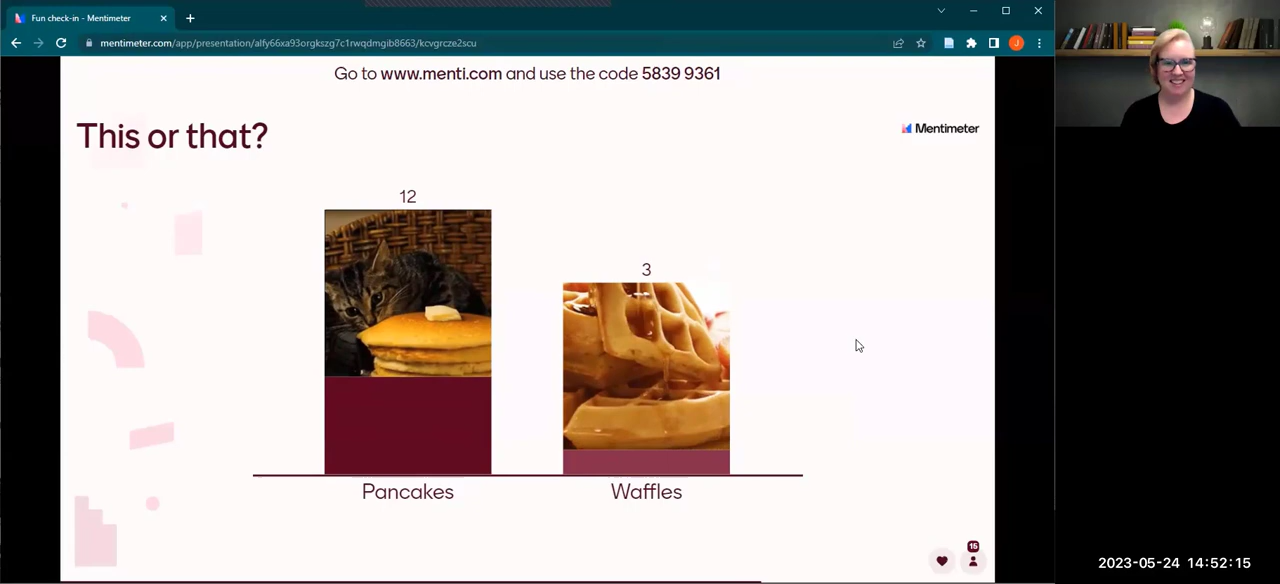 Fun check-in - Mentimeter
mentimeter.com/app/presentation/alfy66xa93orgkszg7c1rwqdmgib8663/kcvgrcze2scu
J
Go to www.menti.com and use the code 5839 9361
This or that?
Mentimeter
12
3
Pancakes
Waffles
15
2023-05-24 14:52:15